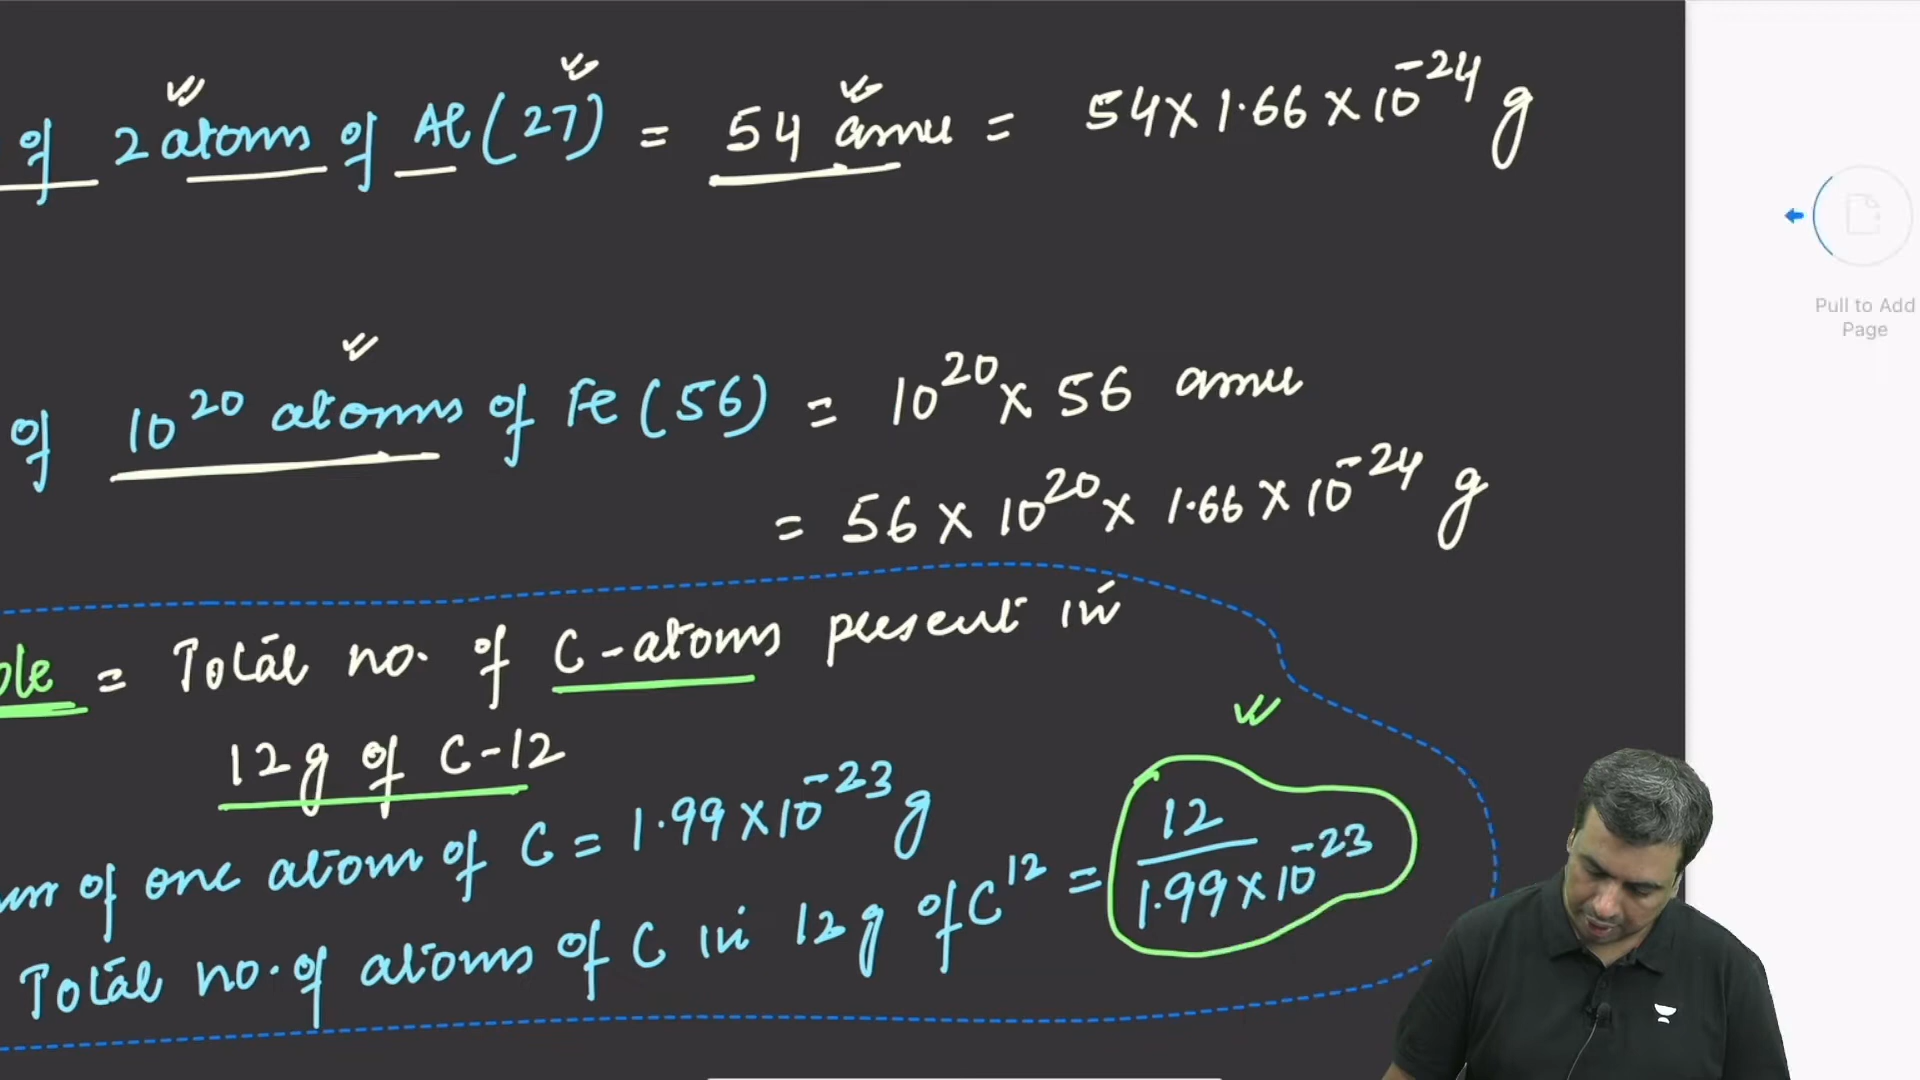 of 2 atoms of Al (27) = 54 amu = 54 x 1.66 x 10⁻²⁴ g
Pull to Add
Page
of 10²⁰ atoms of Fe (56) = 10²⁰ x 56 amu
= 56 x 10²⁰ x 1.66 x 10⁻²⁴ g
ole = Total no. of C-atoms present in
12g of C-12
of one atom of C = 1.99 x 10⁻²³ g
Total no. of atoms of C in 12g of C¹² = 12 / 1.99 x 10⁻²³